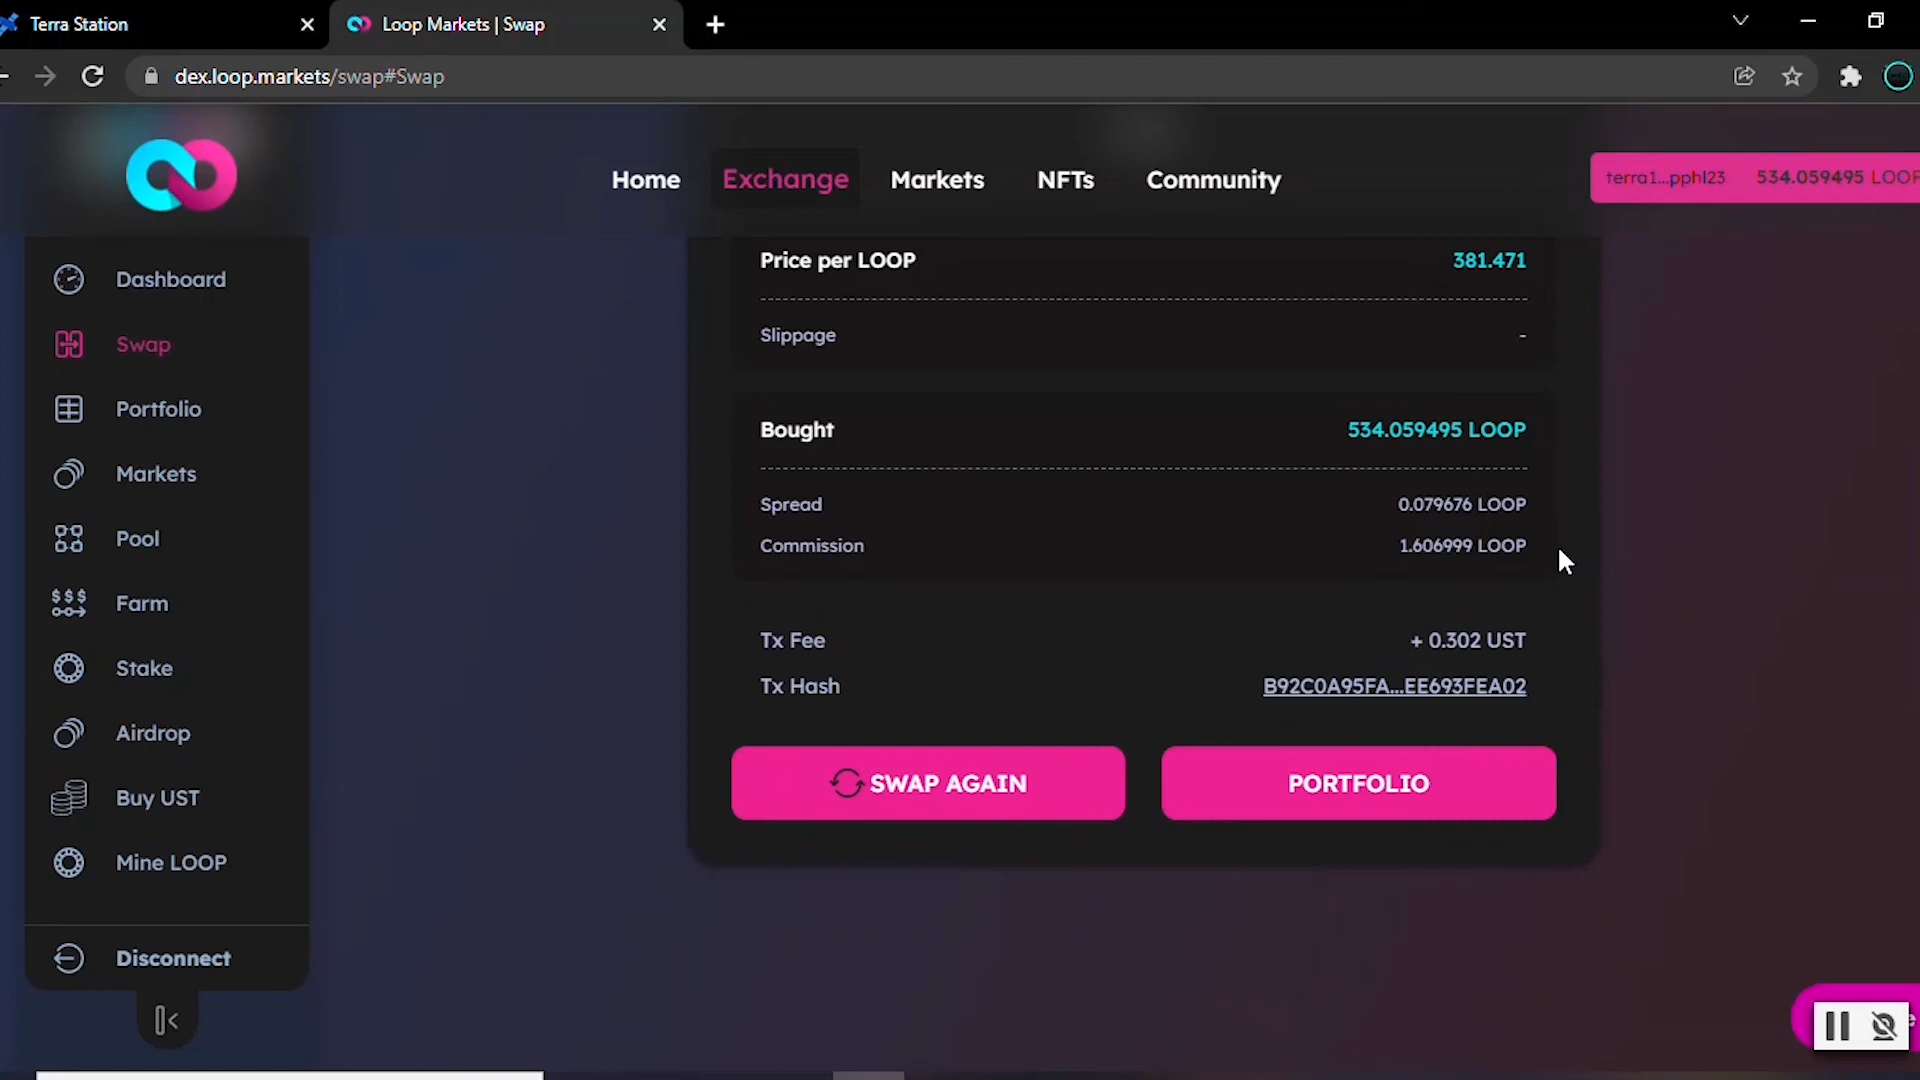 Terra Station
Loop Markets | Swap
dex.loop.markets/swap#Swap
Home
Exchange
Markets
NFTs
Community
terra1...pphl23 534.059495 LOOP
Dashboard
Swap
Portfolio
Markets
Pool
$$$
Farm
Stake
Airdrop
Buy UST
Mine LOOP
Disconnect
Price per LOOP 381.471
Slippage -
Bought 534.059495 LOOP
Spread 0.079676 LOOP
Commission 1.606999 LOOP
Tx Fee + 0.302 UST
Tx Hash B92C0A95FA...EE693FEA02
SWAP AGAIN
PORTFOLIO